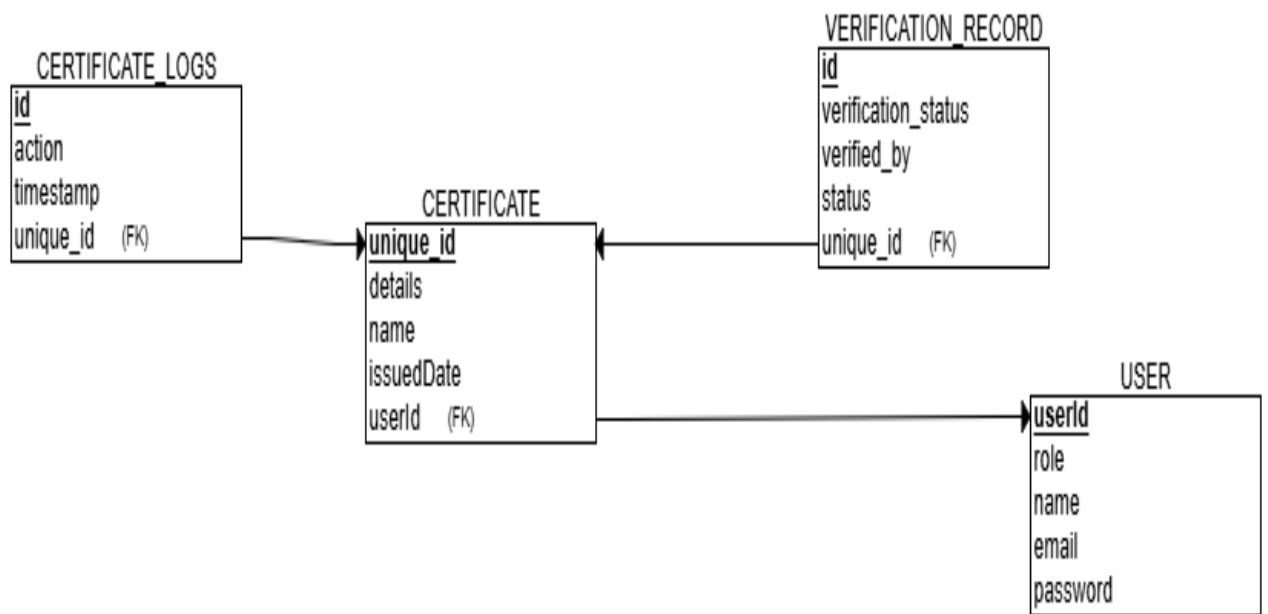 CERTIFICATE_LOGS
id
action
timestamp
unique_id (FK)
CERTIFICATE
unique_id
details
name
issuedDate
userId (FK)
VERIFICATION_RECORD
id
verification_status
verified_by
status
unique_id (FK)
USER
userId
role
name
email
password